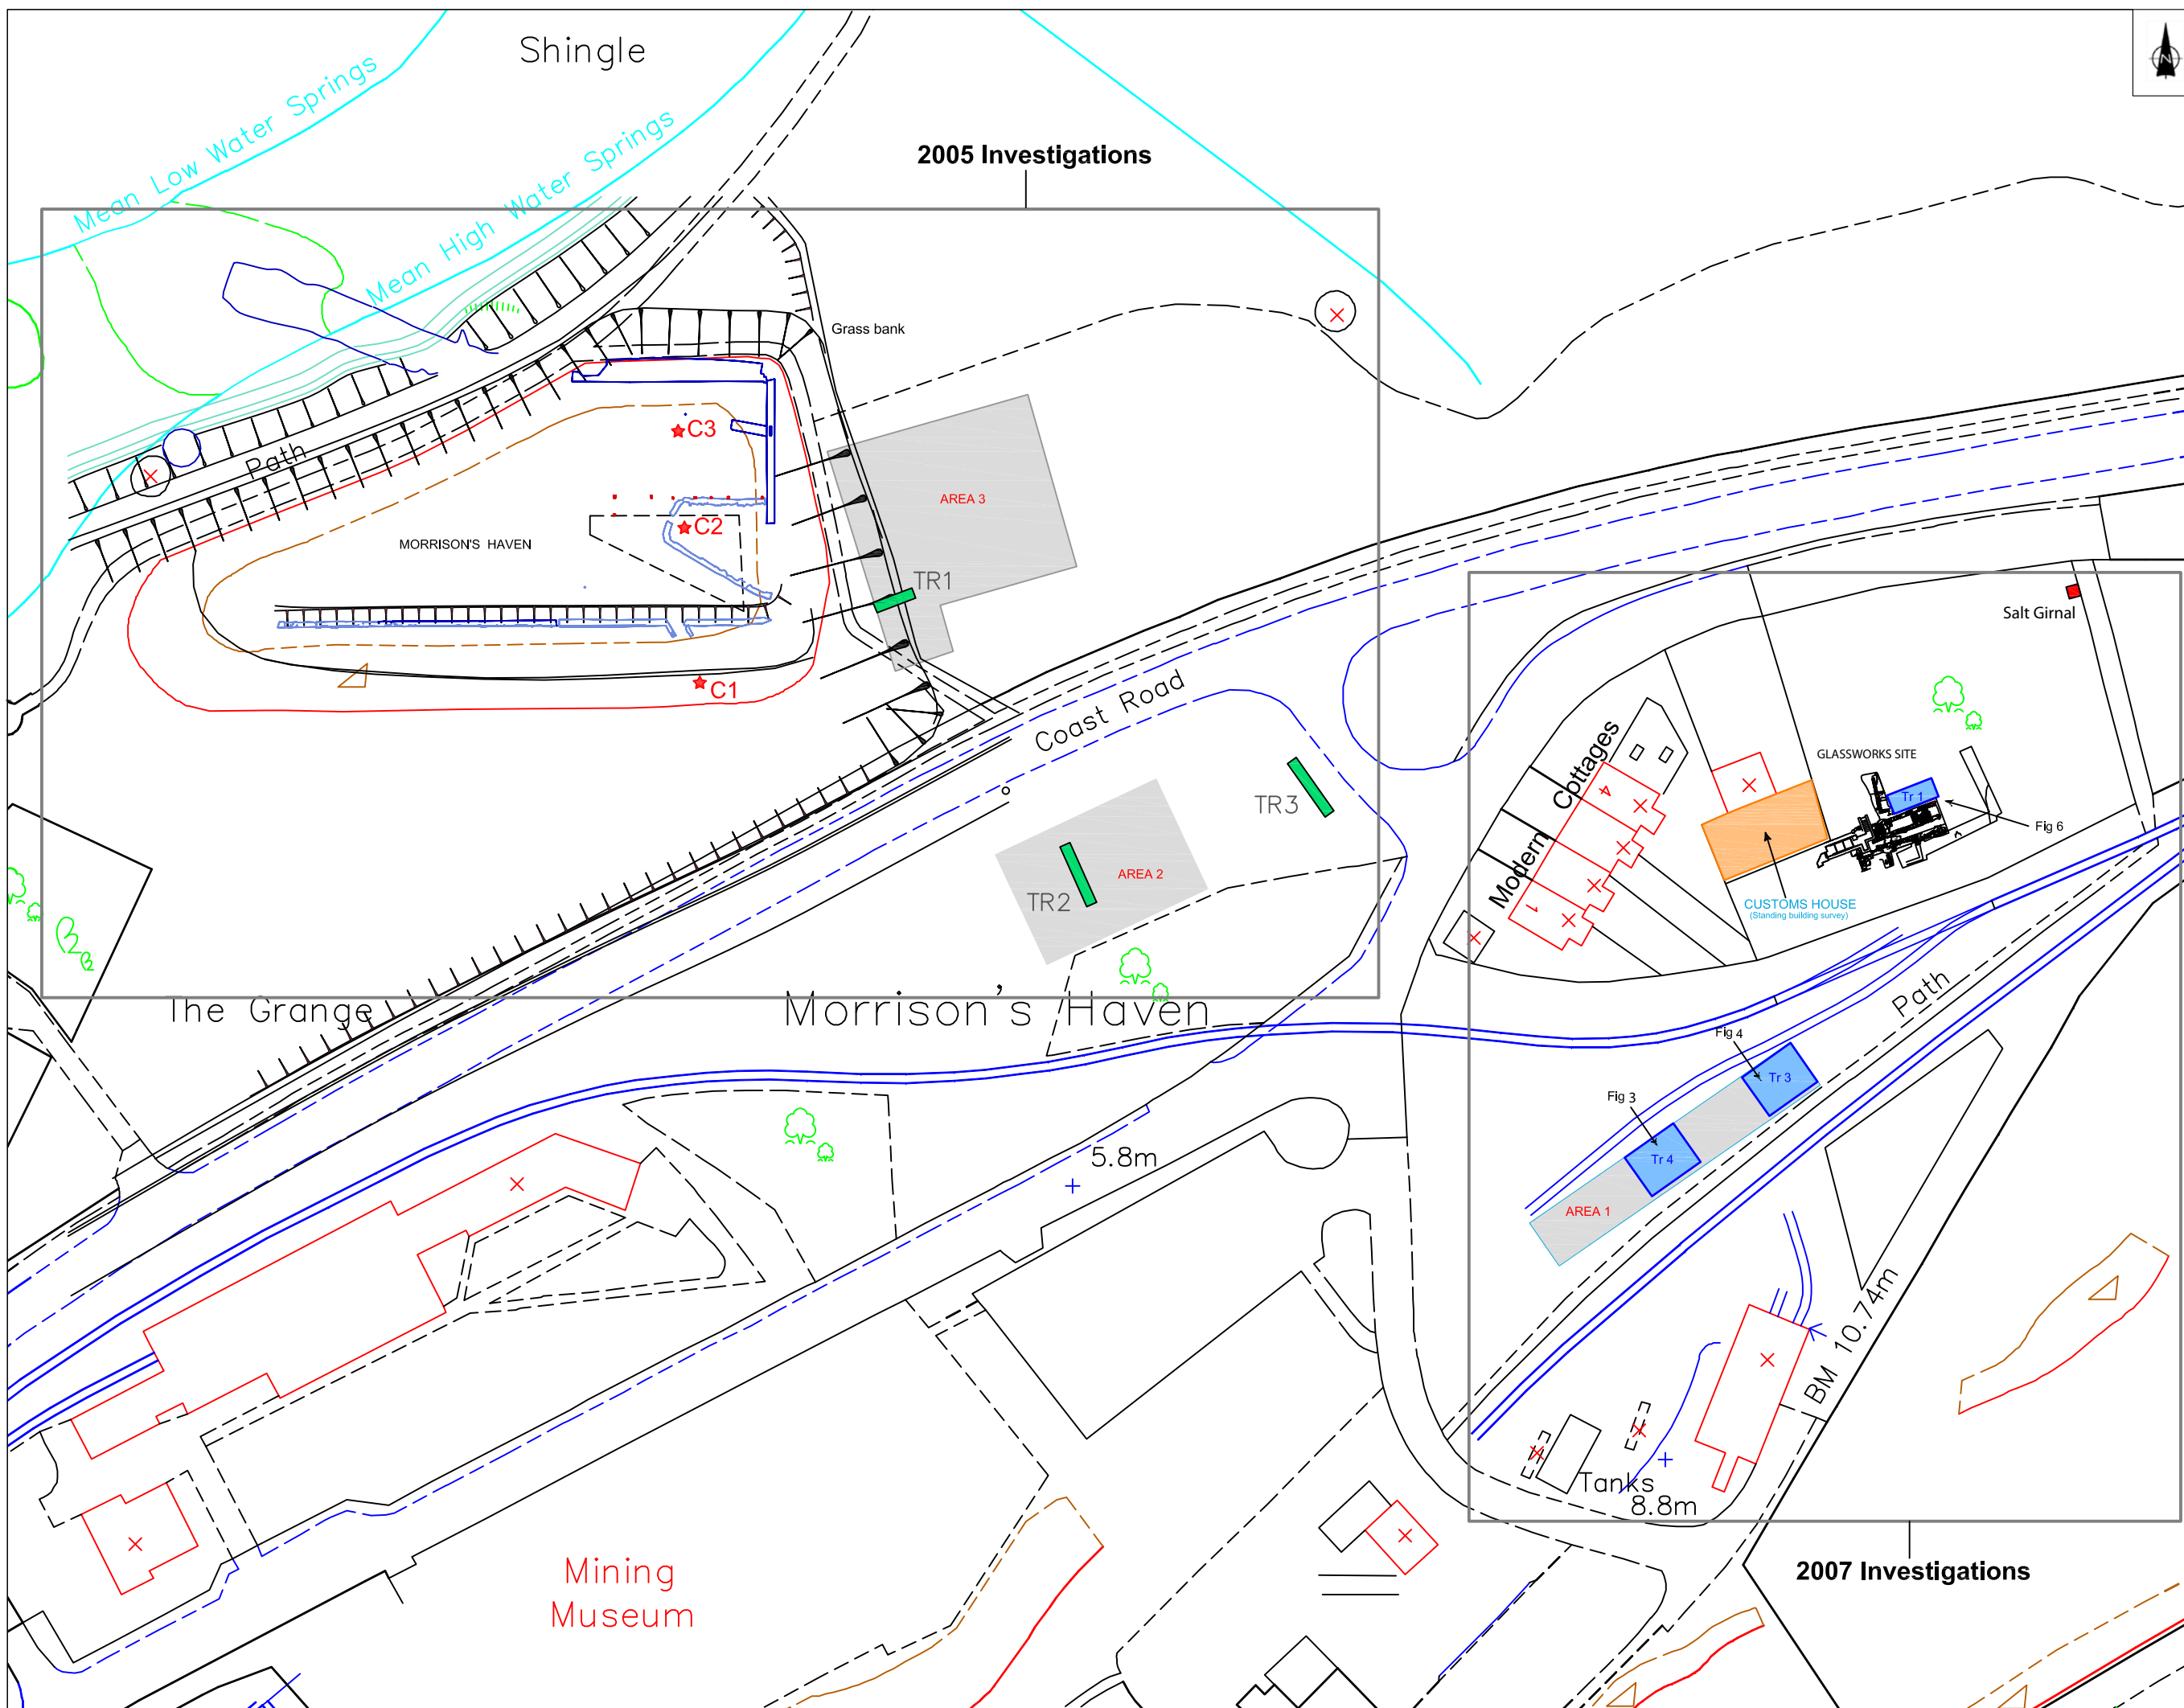 N
Shingle
Mean Low Water Springs
Mean High Water Springs
2005 Investigations
Grass bank
C3
Path
AREA 3
C2
MORRISON'S HAVEN
TR1
Salt Girnal
C1
Coast Road
Modern Cottages
4
1
GLASSWORKS SITE
Tr 1
Fig 6
TR3
AREA 2
TR2
CUSTOMS HOUSE
(Standing building survey)
The Grange
Morrison's Haven
Path
Fig 4
Tr 3
Fig 3
Tr 4
5.8m
AREA 1
BM 10.74m
Tanks
8.8m
2007 Investigations
Mining
Museum